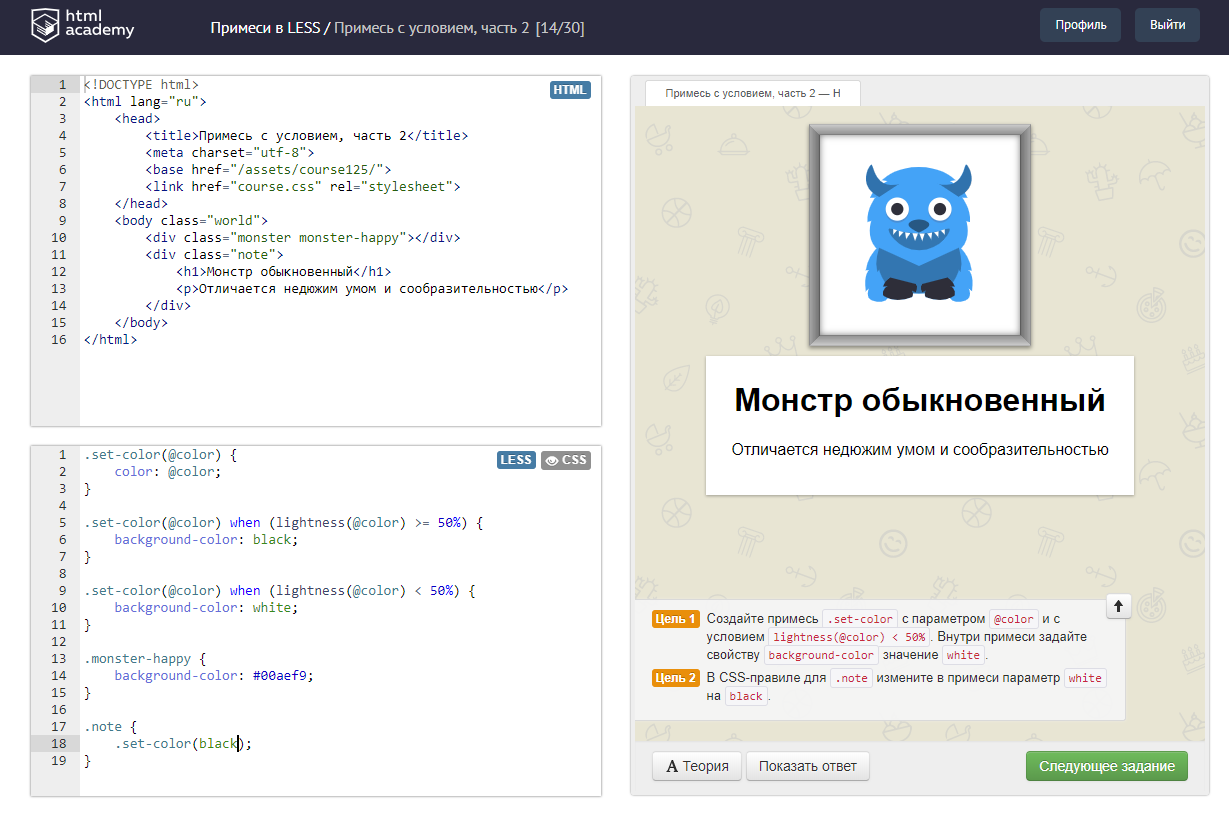 html
academy
Примеси в LESS / Примесь с условием, часть 2 [14/30]
Профиль
Выйти
HTML
1 <!DOCTYPE html>
2 <html lang="ru">
3 <head>
4 <title>Примесь с условием, часть 2</title>
5 <meta charset="utf-8">
6 <base href="/assets/course125/">
7 <link href="course.css" rel="stylesheet">
8 </head>
9 <body class="world">
10 <div class="monster monster-happy"></div>
11 <div class="note">
12 <h1>Монстр обыкновенный</h1>
13 <p>Отличается недюжим умом и сообразительностью</p>
14 </div>
15 </body>
16 </html>
LESS
CSS
1 .set-color(@color) {
2 color: @color;
3 }
4
5 .set-color(@color) when (lightness(@color) >= 50%) {
6 background-color: black;
7 }
8
9 .set-color(@color) when (lightness(@color) < 50%) {
10 background-color: white;
11 }
12
13 .monster-happy {
14 background-color: #00aef9;
15 }
16
17 .note {
18 .set-color(black);
19 }
Примесь с условием, часть 2 — H
Монстр обыкновенный
Отличается недюжим умом и сообразительностью
Цель 1 Создайте примесь .set-color с параметром @color и с
условием lightness(@color) < 50%. Внутри примеси задайте
свойству background-color значение white.
Цель 2 В CSS-правиле для .note измените в примеси параметр white
на black.
A Теория
Показать ответ
Следующее задание